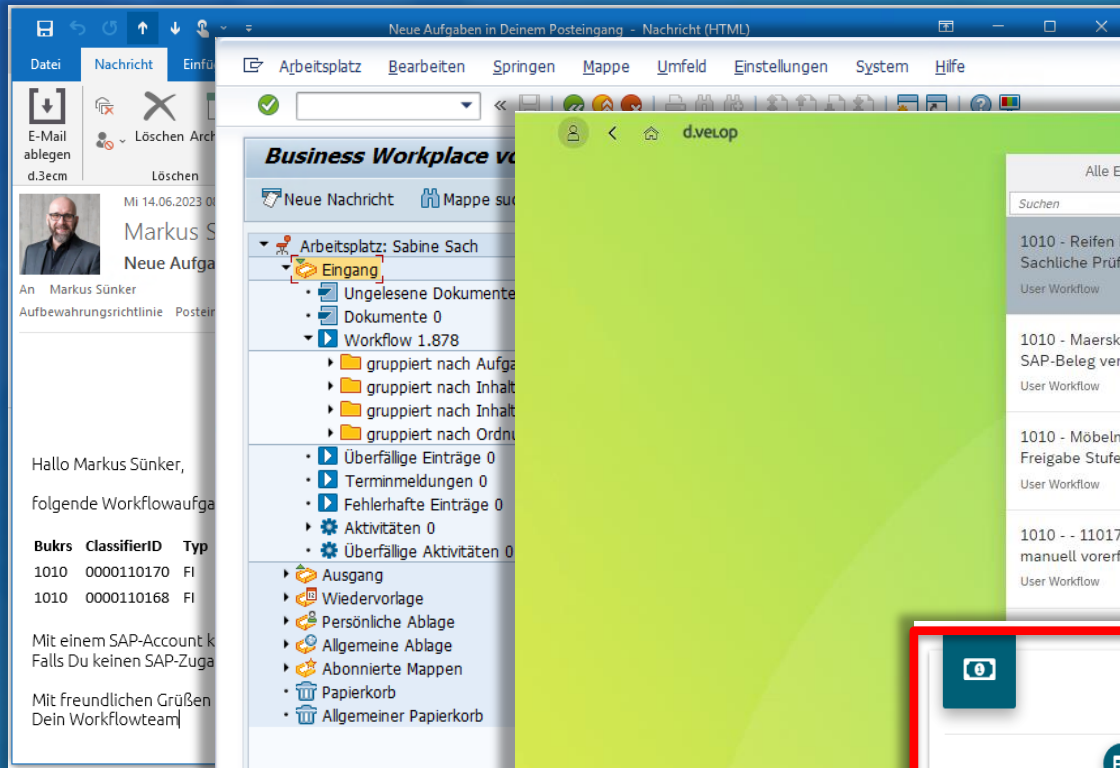 Neue Aufgaben in Deinem Posteingang - Nachricht (HTML)
Datei Nachricht Einfü
E-Mail ablegen
Löschen Arch
d.3ecm Löschen
Mi 14.06.2023 0
Markus S
Neue Aufga
An Markus Sünker
Aufbewahrungsrichtlinie Postein
Hallo Markus Sünker,
folgende Workflowaufga
Bukrs ClassifierID Typ
1010 0000110170 FI
1010 0000110168 FI
Mit einem SAP-Account k
Falls Du keinen SAP-Zuga
Mit freundlichen Grüßen
Dein Workflowteam
Arbeitsplatz Bearbeiten Springen Mappe Umfeld Einstellungen System Hilfe
Business Workplace vo
Neue Nachricht Mappe suc
Arbeitsplatz: Sabine Sach
Eingang
Ungelesene Dokumente
Dokumente 0
Workflow 1.878
gruppiert nach Aufga
gruppiert nach Inhalt
gruppiert nach Inhalt
gruppiert nach Ordnu
Überfällige Einträge 0
Terminmeldungen 0
Fehlerhafte Einträge 0
Aktivitäten 0
Überfällige Aktivitäten 0
Ausgang
Wiedervorlage
Persönliche Ablage
Allgemeine Ablage
Abonnierte Mappen
Papierkorb
Allgemeiner Papierkorb
d.velop
Alle E
Suchen
1010 - Reifen
Sachliche Prüf
User Workflow
1010 - Maersk
SAP-Beleg ver
User Workflow
1010 - Möbeln
Freigabe Stufe
User Workflow
1010 - - 11017
manuell vorerf
User Workflow